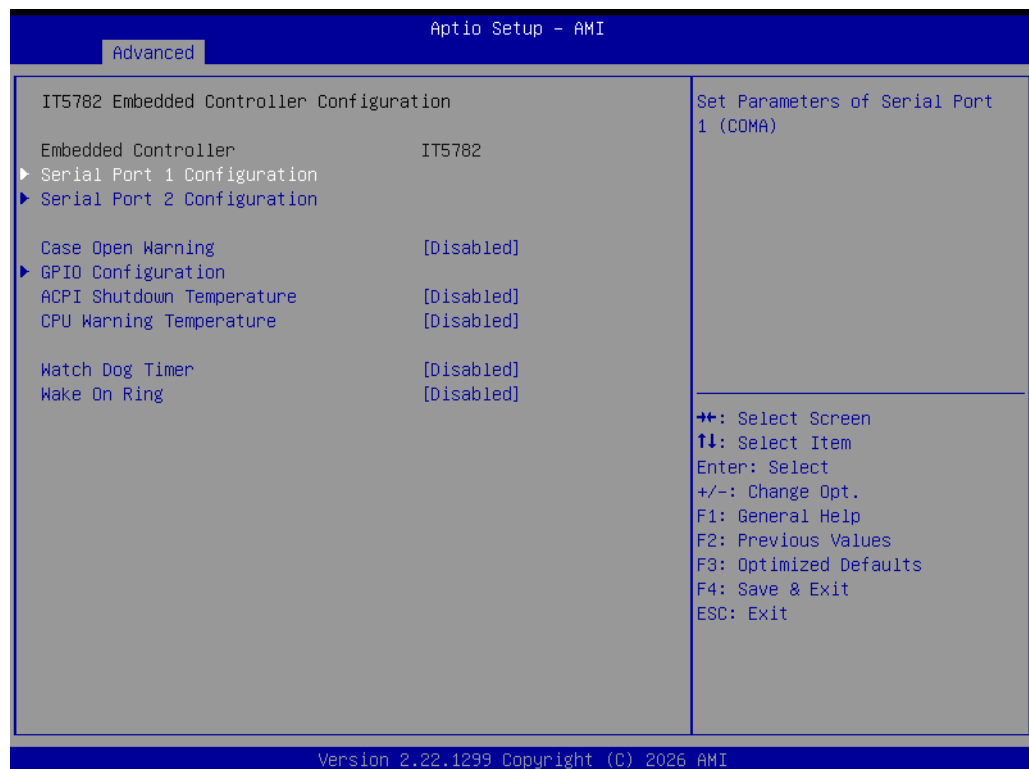 Aptio Setup – AMI
Advanced
IT5782 Embedded Controller Configuration
Embedded Controller IT5782
Serial Port 1 Configuration
Serial Port 2 Configuration
Case Open Warning [Disabled]
GPIO Configuration
ACPI Shutdown Temperature [Disabled]
CPU Warning Temperature [Disabled]
Watch Dog Timer [Disabled]
Wake On Ring [Disabled]
Set Parameters of Serial Port
1 (COMA)
→←: Select Screen
↑↓: Select Item
Enter: Select
+/-: Change Opt.
F1: General Help
F2: Previous Values
F3: Optimized Defaults
F4: Save & Exit
ESC: Exit
Version 2.22.1299 Copyright (C) 2026 AMI